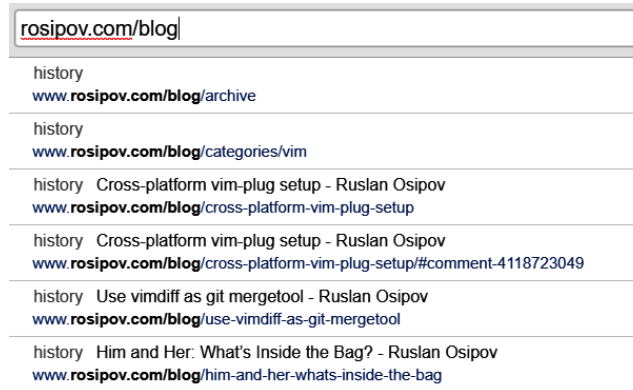 rosipov.com/blog
history
www.rosipov.com/blog/archive
history
www.rosipov.com/blog/categories/vim
history Cross-platform vim-plug setup - Ruslan Osipov
www.rosipov.com/blog/cross-platform-vim-plug-setup
history Cross-platform vim-plug setup - Ruslan Osipov
www.rosipov.com/blog/cross-platform-vim-plug-setup/#comment-4118723049
history Use vimdiff as git mergetool - Ruslan Osipov
www.rosipov.com/blog/use-vimdiff-as-git-mergetool
history Him and Her: What's Inside the Bag? - Ruslan Osipov
www.rosipov.com/blog/him-and-her-whats-inside-the-bag